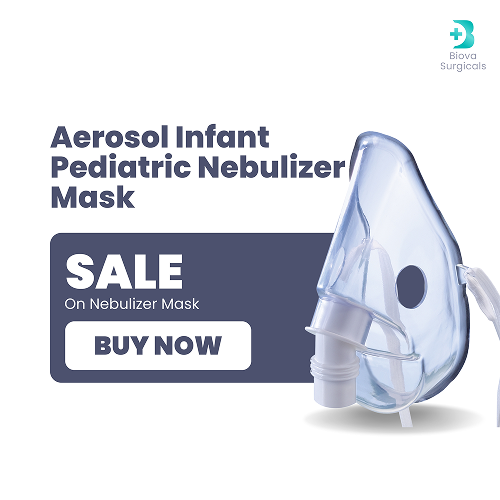 Biova
Surgicals
Aerosol Infant
Pediatric Nebulizer
Mask
SALE
On Nebulizer Mask
BUY NOW